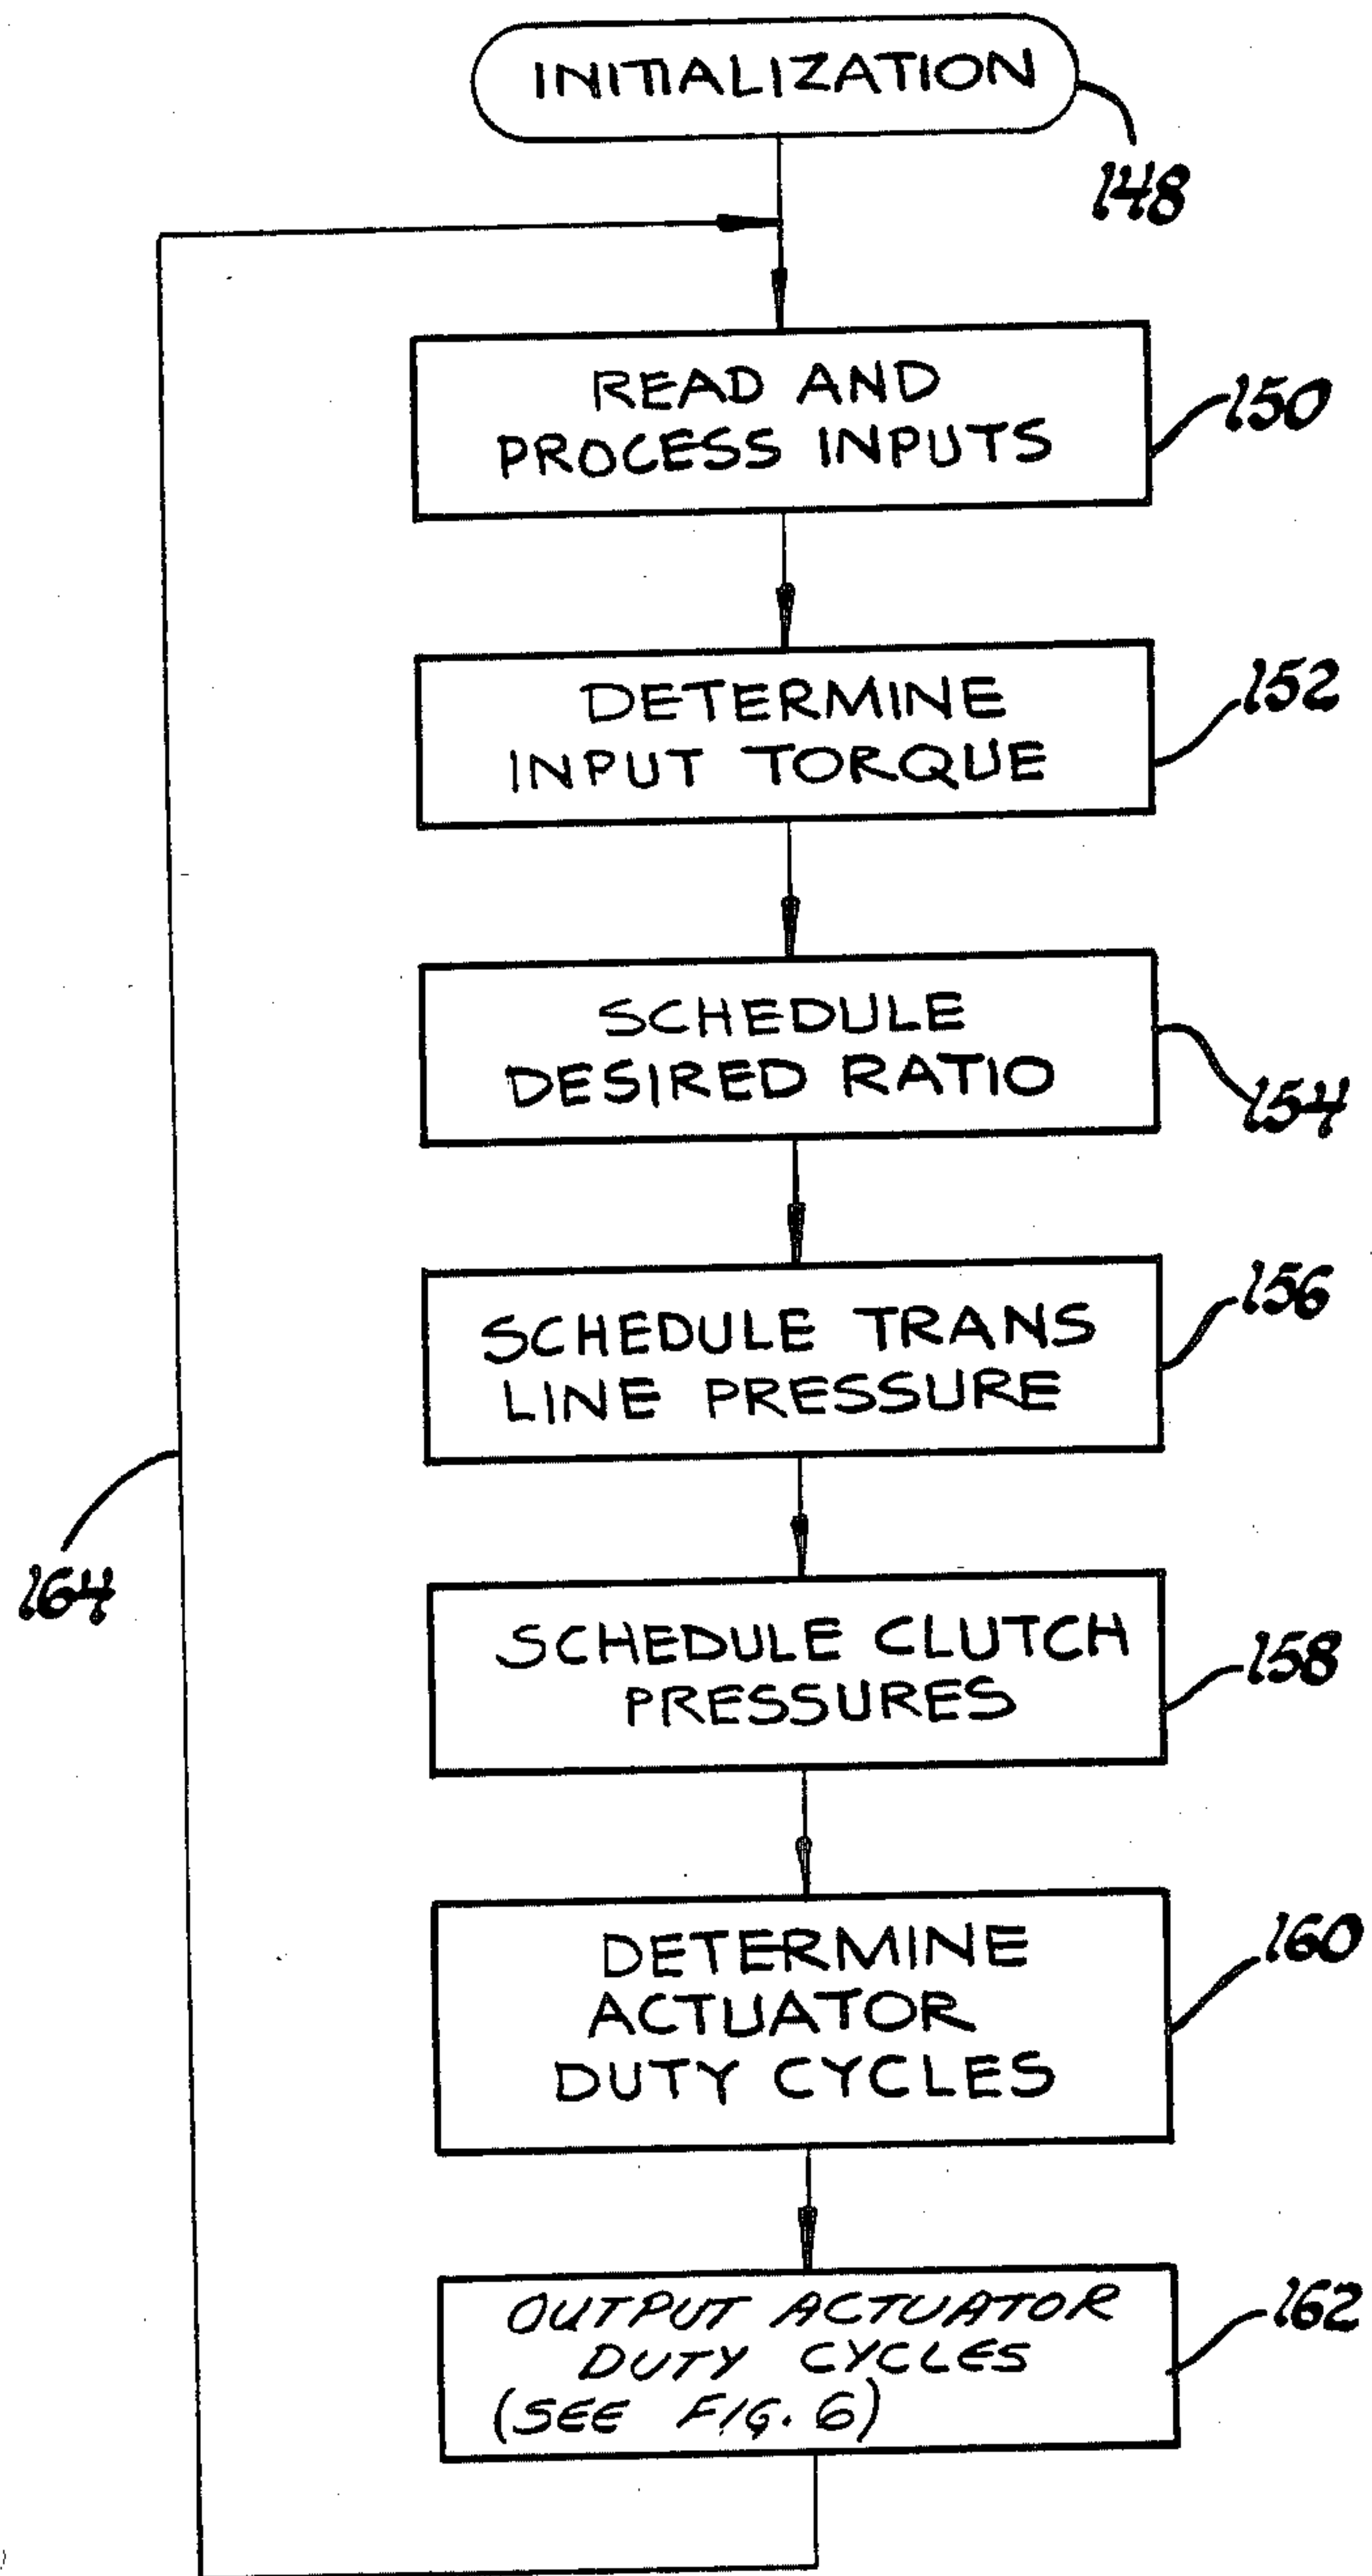 INITIALIZATION
148
READ AND
PROCESS INPUTS
150
DETERMINE
INPUT TORQUE
152
SCHEDULE
DESIRED RATIO
154
SCHEDULE TRANS
LINE PRESSURE
156
164
SCHEDULE CLUTCH
PRESSURES
158
DETERMINE
ACTUATOR
DUTY CYCLES
160
OUTPUT ACTUATOR
DUTY CYCLES
(SEE FIG. 6)
162